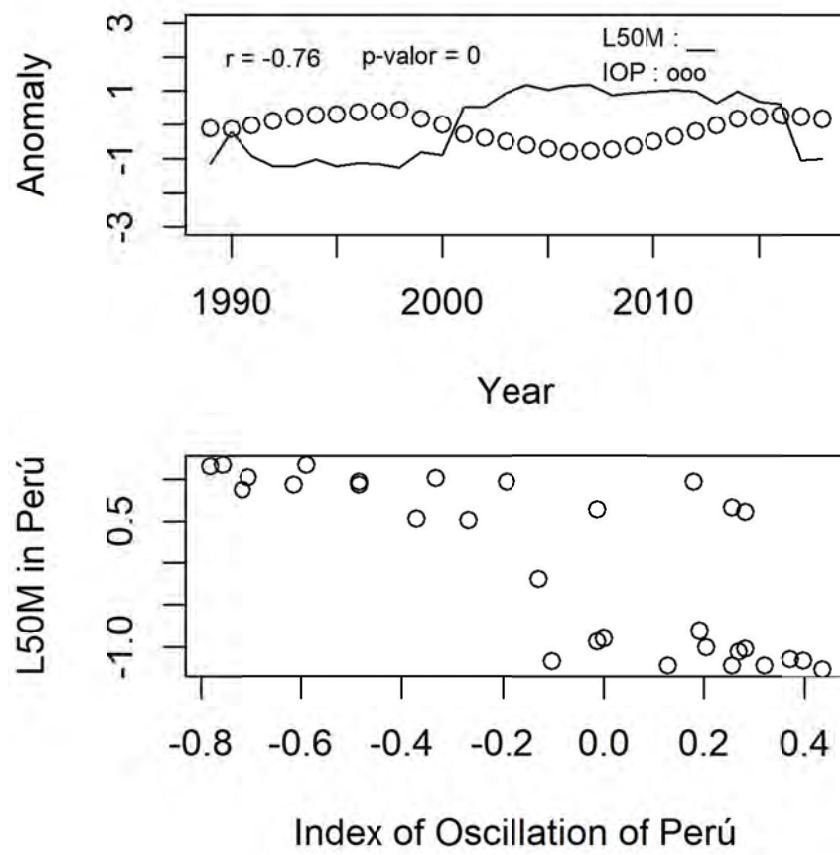 3
1
-1
-3
Anomaly
r = -0.76 p-valor = 0
L50M : __
IOP : ooo
1990 2000 2010
Year
0.5
-1.0
L50M in Perú
-0.8 -0.6 -0.4 -0.2 0.0 0.2 0.4
Index of Oscillation of Perú